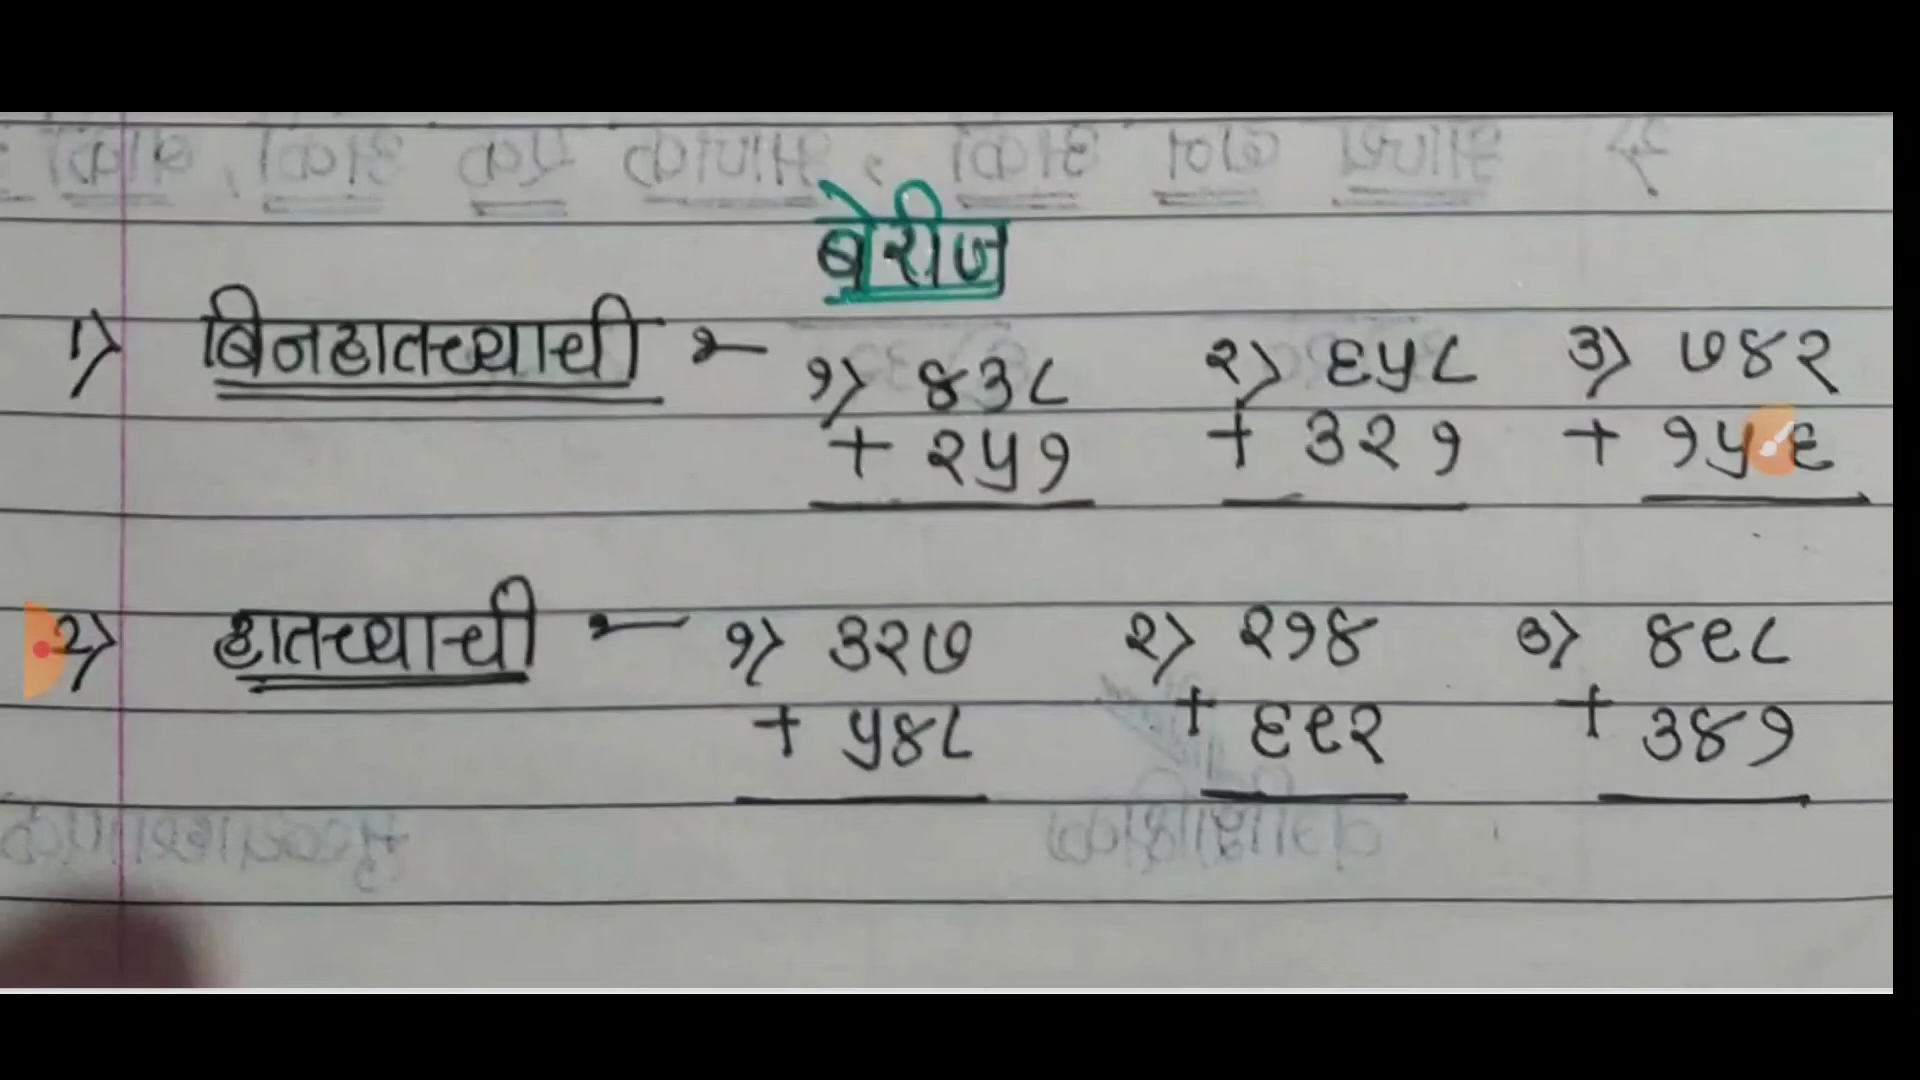 बेरीज
1) बिनहातच्याची - १) ४३८ २) ६५८ ३) ७४२
+ २५१ + ३२१ + १५६
2) हातच्याची - १) ३२७ २) २१४ ३) ४९८
+ ५४८ + ६९२ + ३४१